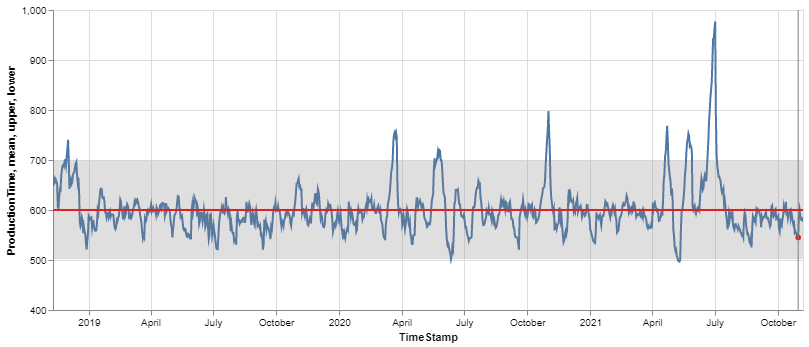 1,000
900
800
700
600
500
400
ProductionTime, mean, upper, lower
2019 April July October 2020 April July October 2021 April July October
TimeStamp